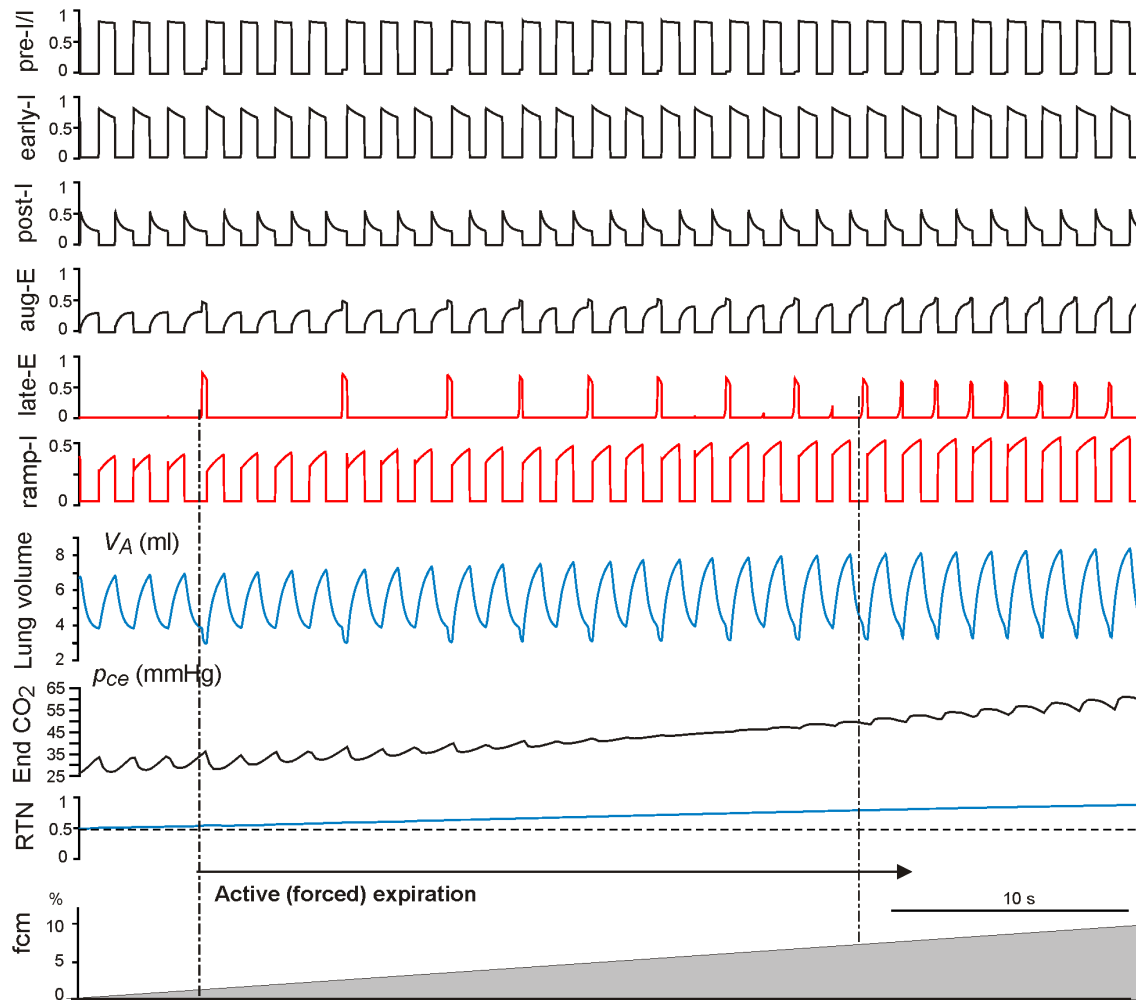 pre-I/I
1
0.5
0
early-I
1
0.5
0
post-I
1
0.5
0
aug-E
1
0.5
0
late-E
1
0.5
0
ramp-I
0.5
0
Lung volume
V_A (ml)
8
6
4
2
End CO₂
p_ce (mmHg)
65
55
45
35
25
RTN
1
0.5
0
Active (forced) expiration
10 s
fcm
%
10
5
0